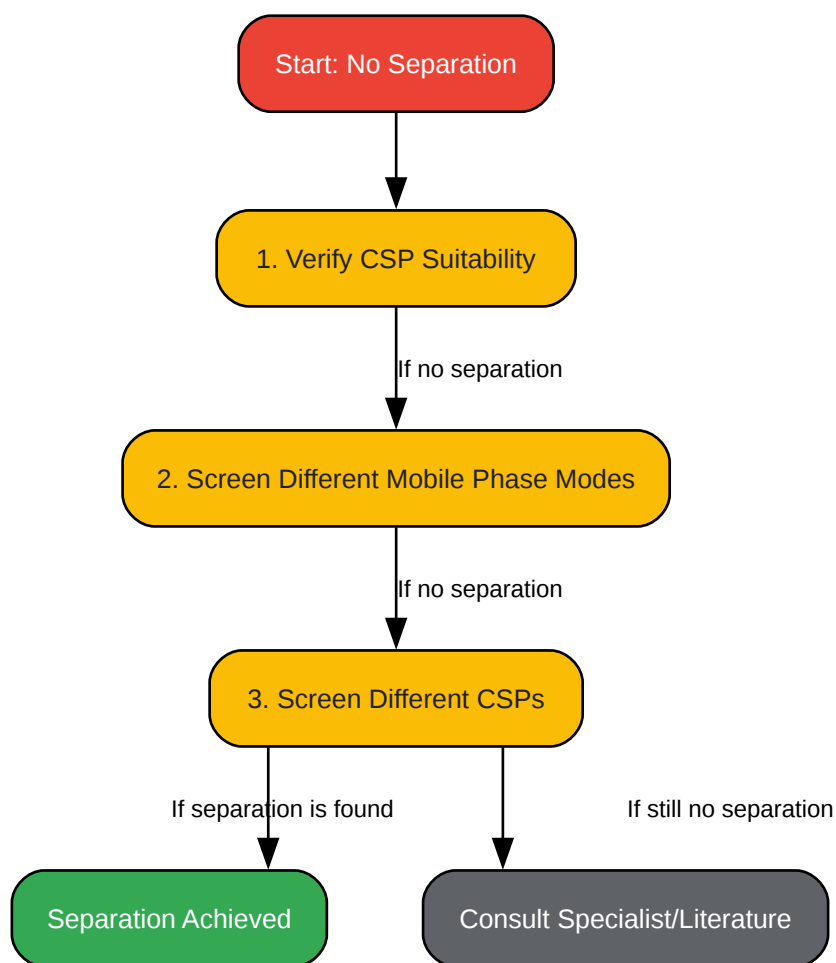 Start: No Separation
1. Verify CSP Suitability
If no separation
2. Screen Different Mobile Phase Modes
If no separation
3. Screen Different CSPs
If separation is found
If still no separation
Separation Achieved
Consult Specialist/Literature